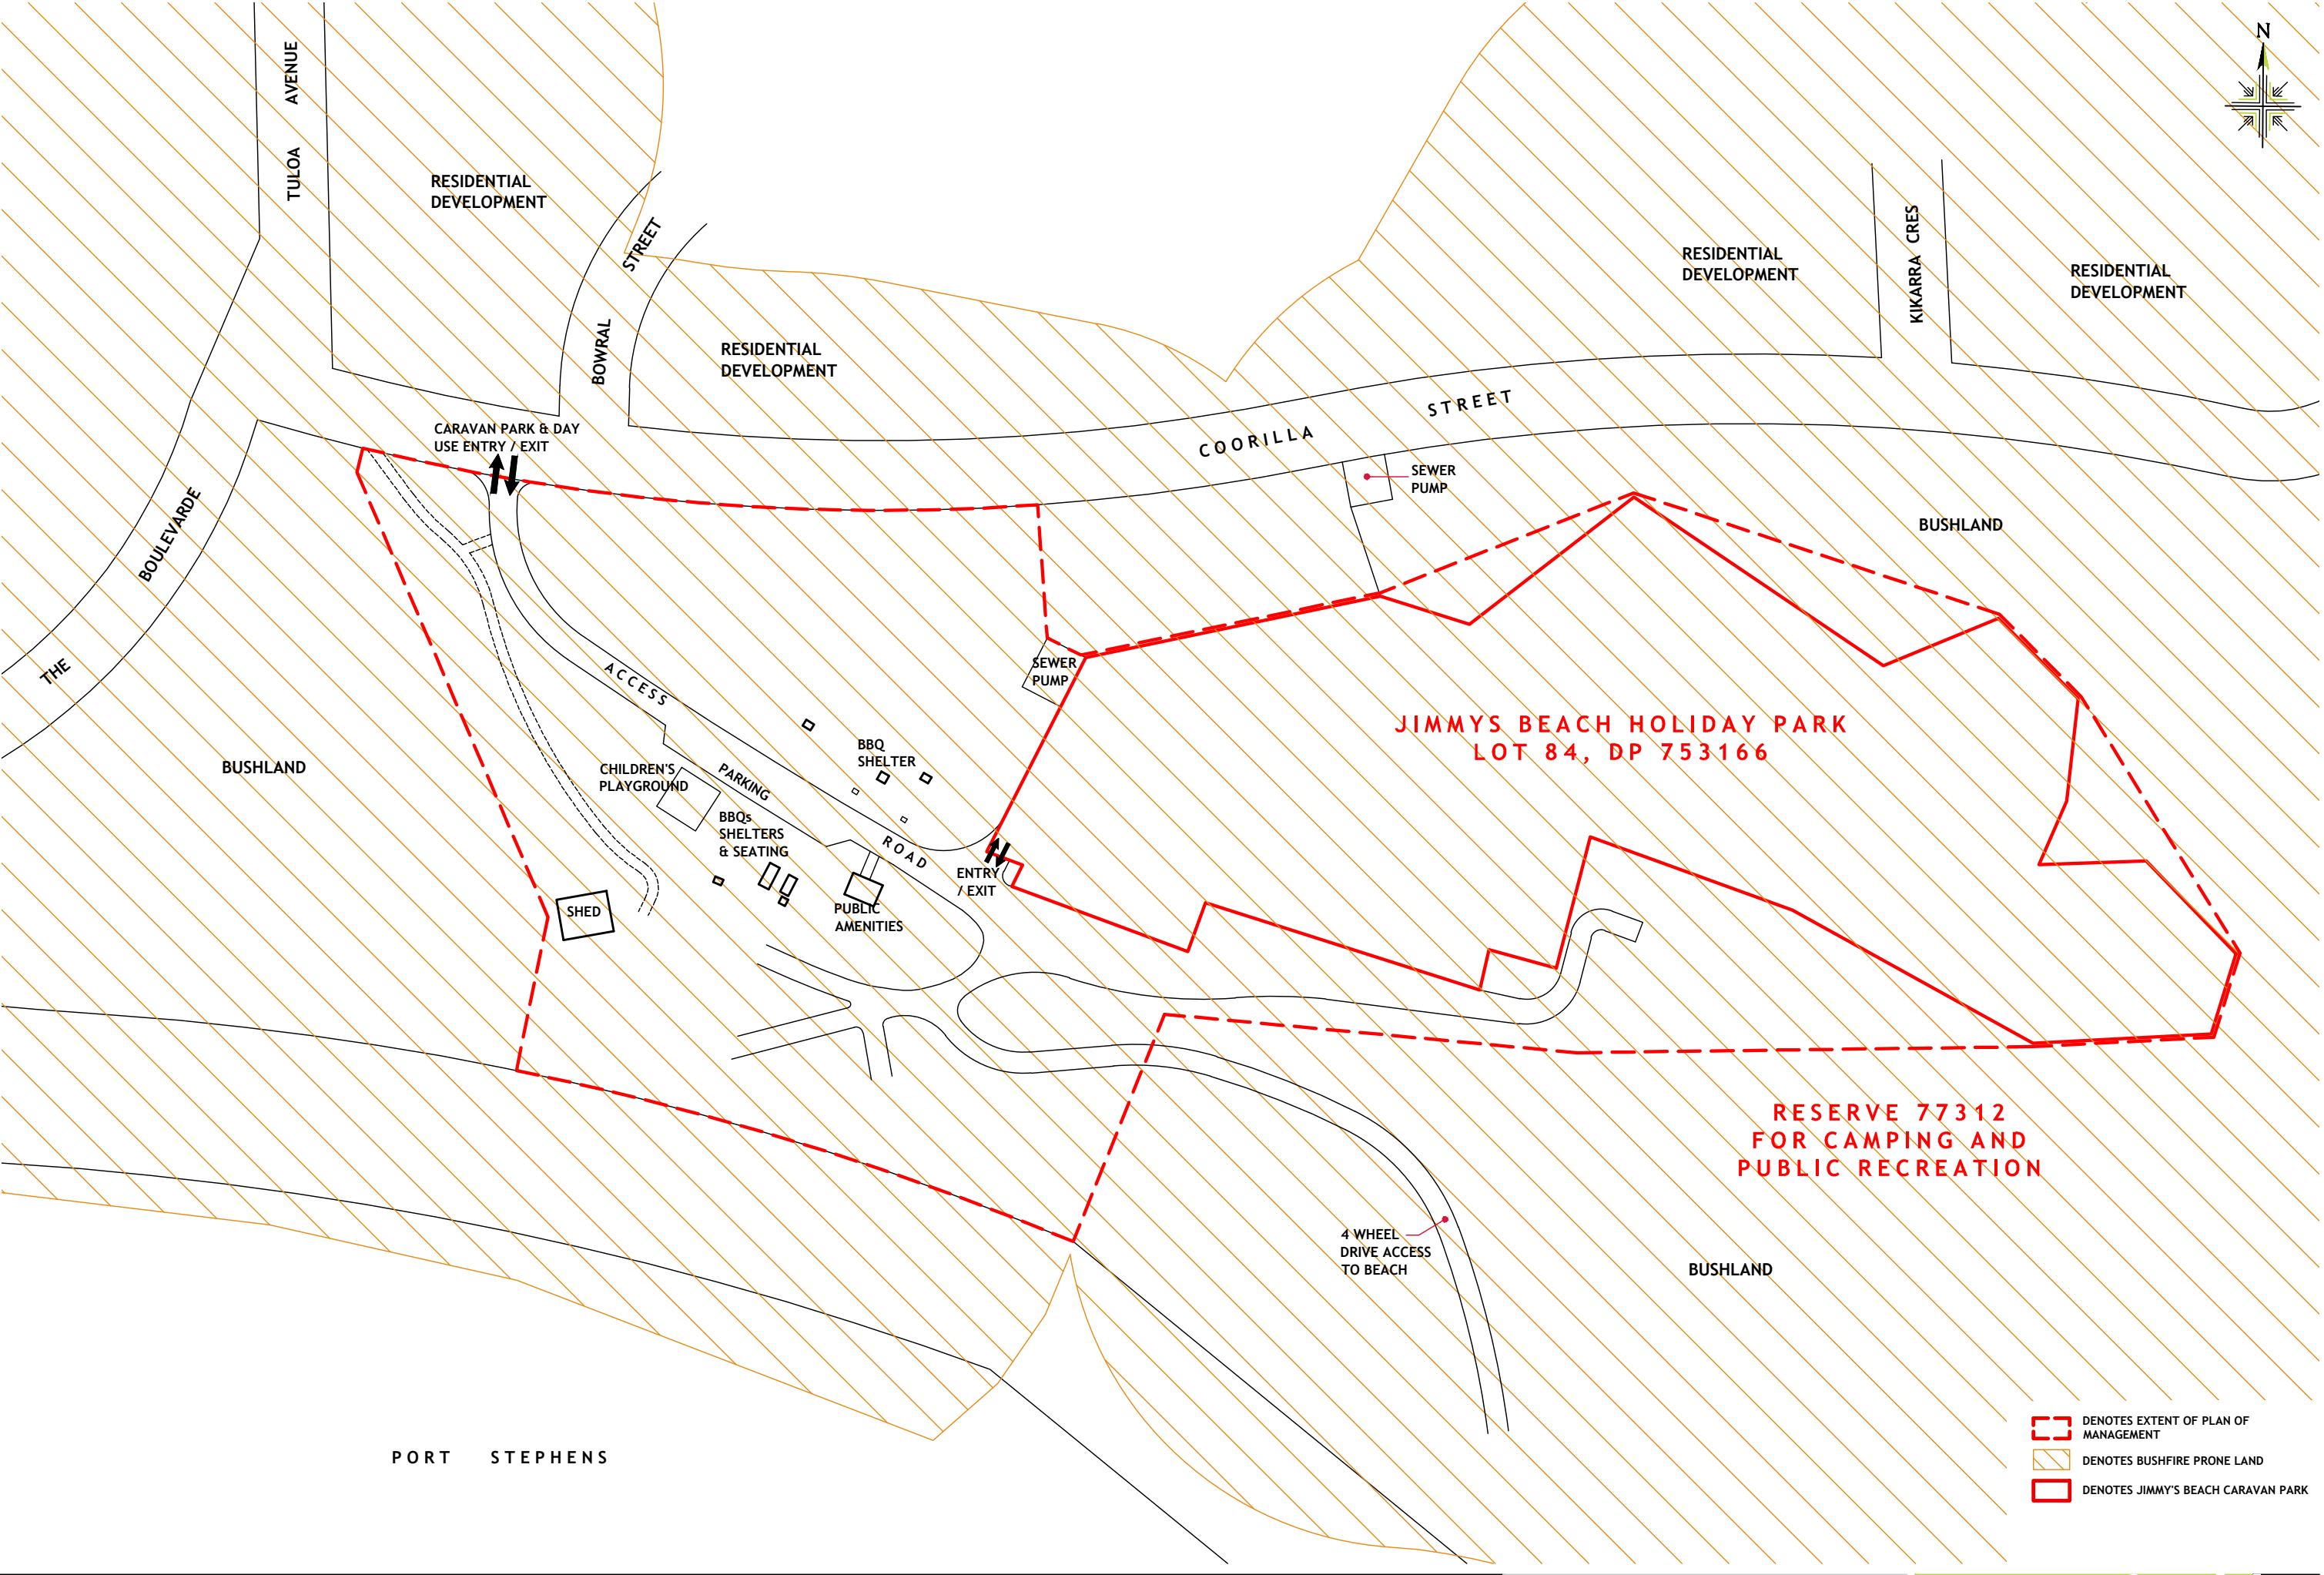 N
TULOA AVENUE
RESIDENTIAL
DEVELOPMENT
BOWRAL STREET
RESIDENTIAL
DEVELOPMENT
RESIDENTIAL
DEVELOPMENT
KIKARRA CRES
RESIDENTIAL
DEVELOPMENT
CARAVAN PARK & DAY
USE ENTRY / EXIT
COORILLA STREET
SEWER
PUMP
BUSHLAND
THE BOULEVARDE
ACCESS ROAD
SEWER
PUMP
JIMMYS BEACH HOLIDAY PARK
LOT 84, DP 753166
BUSHLAND
BBQ
SHELTER
CHILDREN'S
PLAYGROUND
PARKING
BBQs
SHELTERS
& SEATING
ENTRY
/ EXIT
SHED
PUBLIC
AMENITIES
RESERVE 77312
FOR CAMPING AND
PUBLIC RECREATION
4 WHEEL
DRIVE ACCESS
TO BEACH
BUSHLAND
PORT STEPHENS
DENOTES EXTENT OF PLAN OF
MANAGEMENT
DENOTES BUSHFIRE PRONE LAND
DENOTES JIMMY'S BEACH CARAVAN PARK